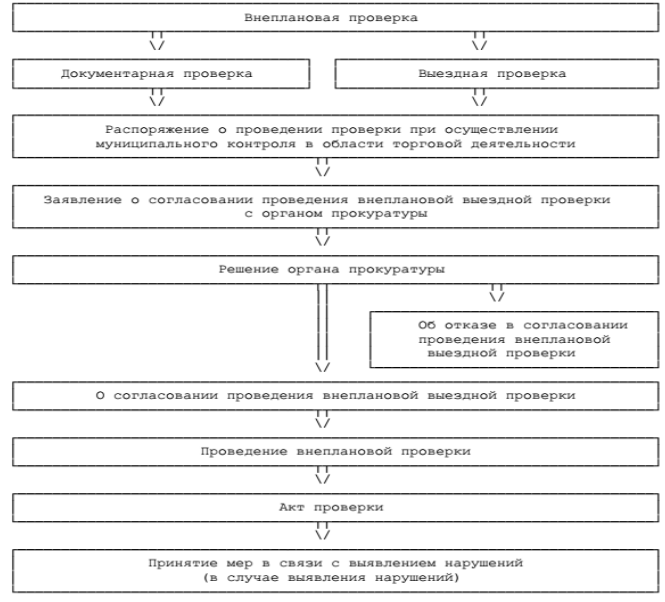 Внеплановая проверка
Документарная проверка
Выездная проверка
Распоряжение о проведении проверки при осуществлении
муниципального контроля в области торговой деятельности
Заявление о согласовании проведения внеплановой выездной проверки
с органом прокуратуры
Решение органа прокуратуры
Об отказе в согласовании
проведения внеплановой
выездной проверки
О согласовании проведения внеплановой выездной проверки
Проведение внеплановой проверки
Акт проверки
Принятие мер в связи с выявлением нарушений
(в случае выявления нарушений)